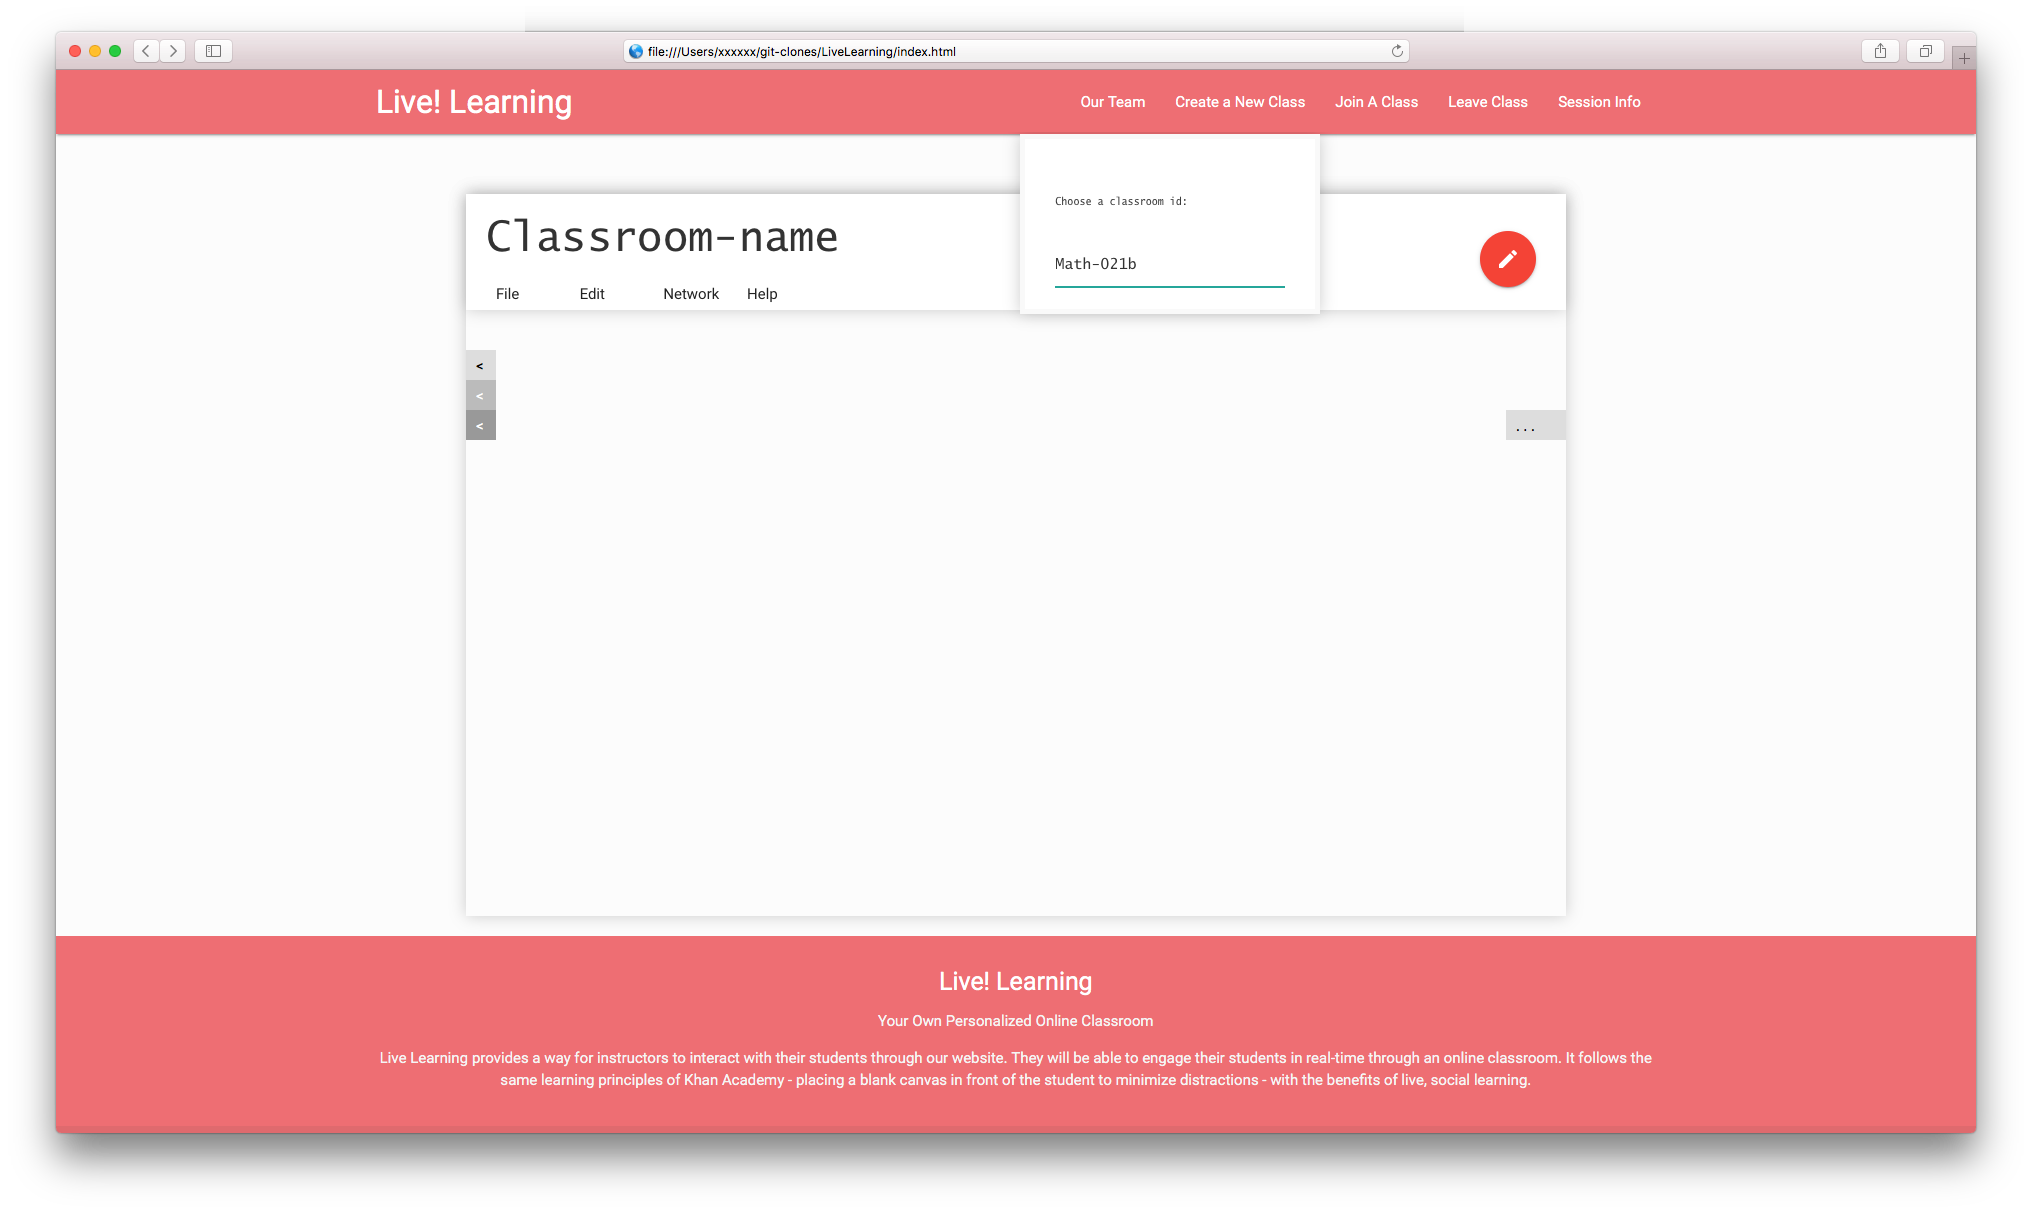 file:///Users/xxxxxx/git-clones/LiveLearning/index.html
Live! Learning
Our Team
Create a New Class
Join A Class
Leave Class
Session Info
Choose a classroom id:
Math-021b
Classroom-name
File
Edit
Network
Help
<
<
<
...
Live! Learning
Your Own Personalized Online Classroom
Live Learning provides a way for instructors to interact with their students through our website. They will be able to engage their students in real-time through an online classroom. It follows the
same learning principles of Khan Academy - placing a blank canvas in front of the student to minimize distractions - with the benefits of live, social learning.